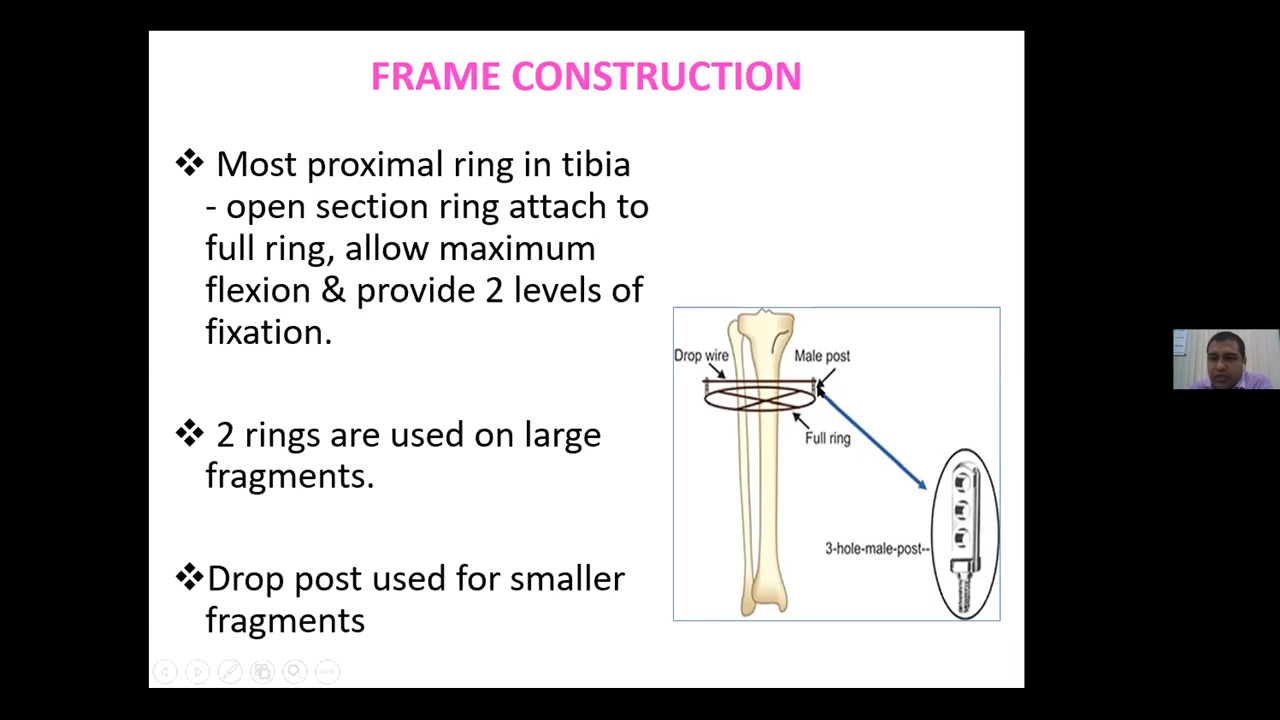 FRAME CONSTRUCTION
❖ Most proximal ring in tibia
- open section ring attach to
full ring, allow maximum
flexion & provide 2 levels of
fixation.
❖ 2 rings are used on large
fragments.
❖Drop post used for smaller
fragments
Drop wire
Male post
Full ring
3-hole-male-post--